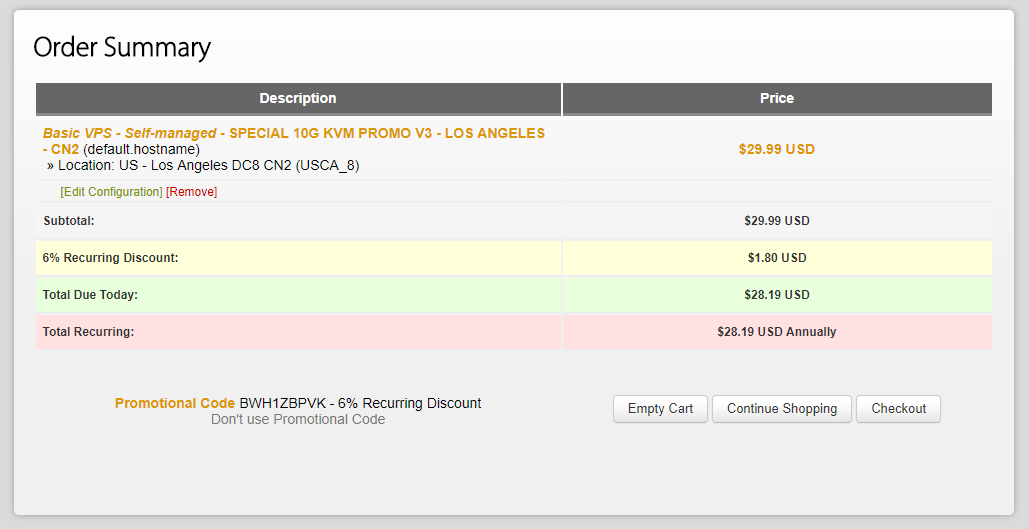 Order Summary
Description Price
Basic VPS - Self-managed - SPECIAL 10G KVM PROMO V3 - LOS ANGELES
- CN2 (default.hostname)
$29.99 USD
» Location: US - Los Angeles DC8 CN2 (USCA_8)
[Edit Configuration] [Remove]
Subtotal: $29.99 USD
6% Recurring Discount: $1.80 USD
Total Due Today: $28.19 USD
Total Recurring: $28.19 USD Annually
Promotional Code BWH1ZBPVK - 6% Recurring Discount
Don't use Promotional Code
Empty Cart Continue Shopping Checkout